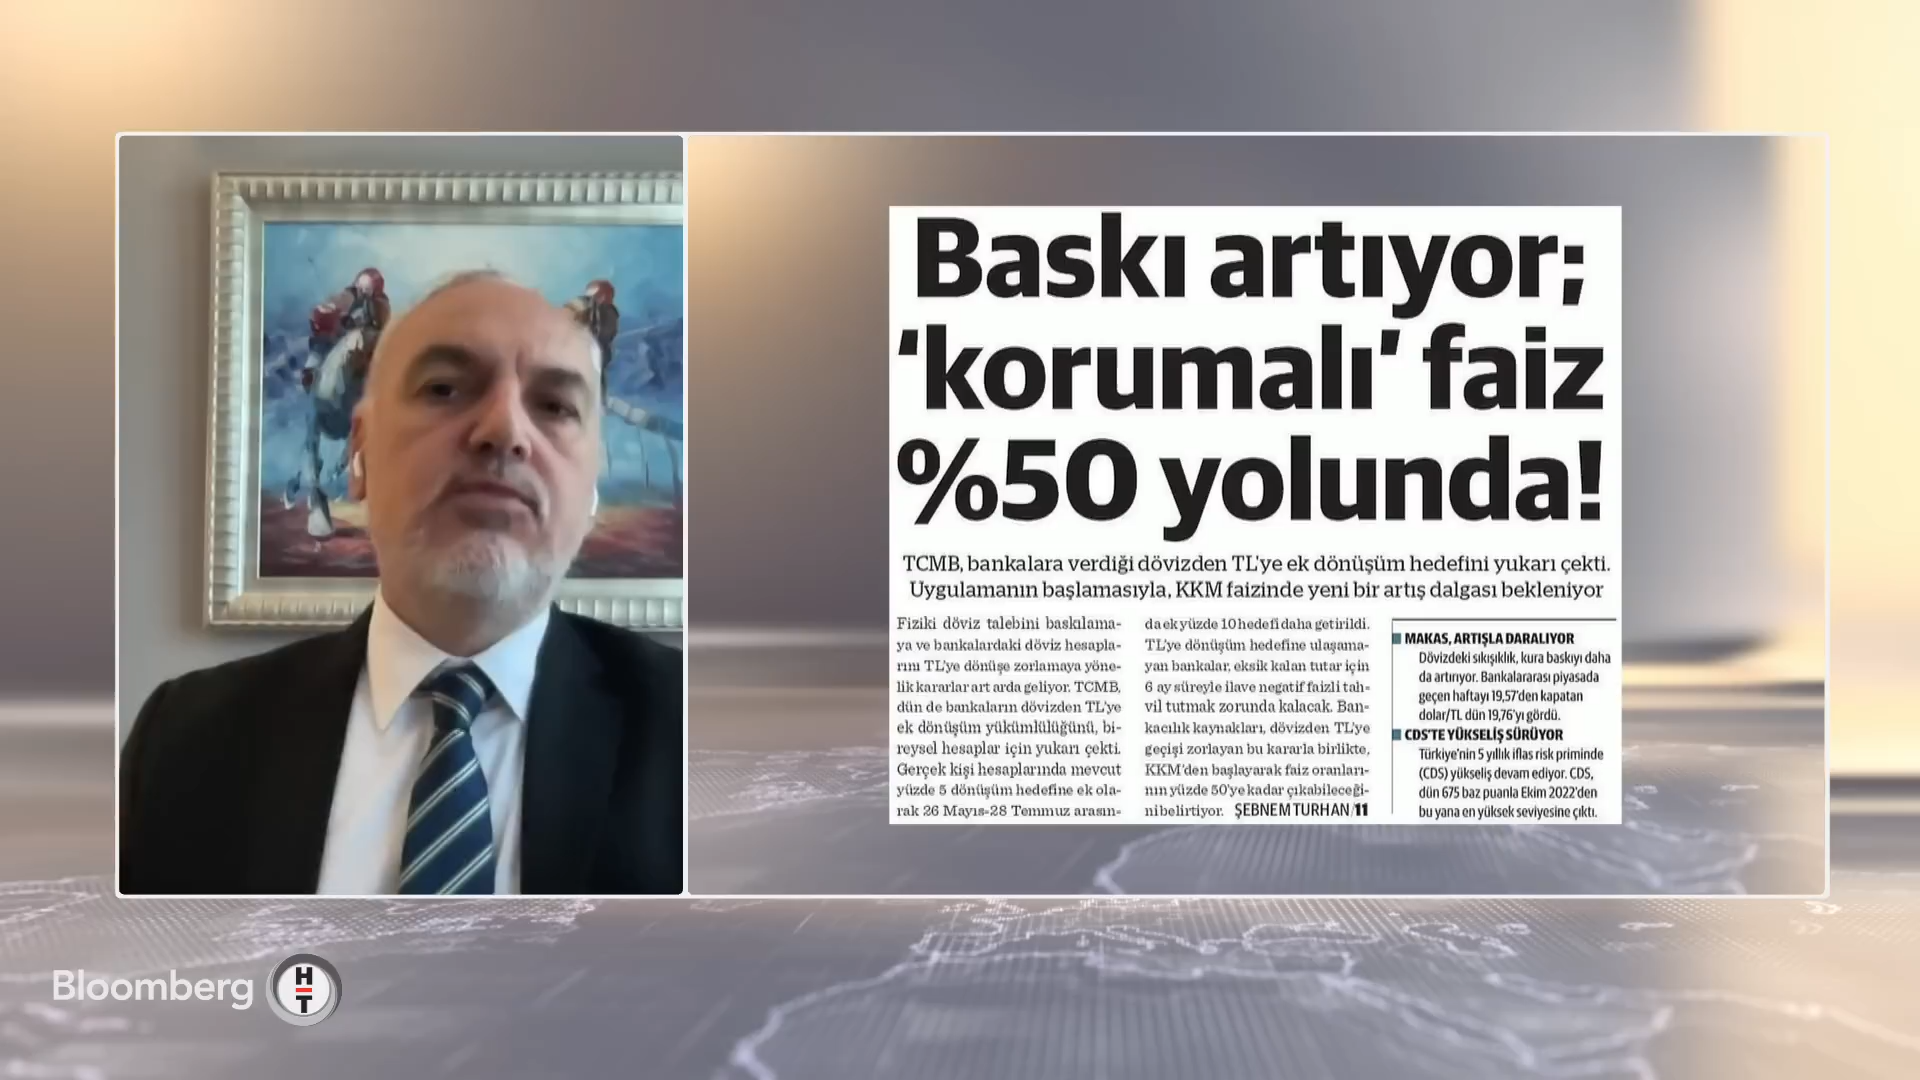 Baskı artıyor;
‘korumalı’ faiz
%50 yolunda!
TCMB, bankalara verdiği dövizden TL'ye ek dönüşüm hedefini yukarı çekti.
Uygulamanın başlamasıyla, KKM faizinde yeni bir artış dalgası bekleniyor
Fiziki döviz talebini baskılama-
ya ve bankalardaki döviz hesapla-
rını TL'ye dönüşe zorlamaya yöne-
lik kararlar art arda geliyor. TCMB,
dün de bankaların dövizden TL'ye
ek dönüşüm yükümlülüğünü, bi-
reysel hesaplar için yukarı çekti.
Gerçek kişi hesaplarında mevcut
yüzde 5 dönüşüm hedefine ek ola-
rak 26 Mayıs-28 Temmuz arasın-
da ek yüzde 10 hedefi daha getirildi.
TL'ye dönüşüm hedefine ulaşama-
yan bankalar, eksik kalan tutar için
6 ay süreyle ilave negatif faizli tah-
vil tutmak zorunda kalacak. Ban-
kacılık kaynakları, dövizden TL'ye
geçişi zorlayan bu kararla birlikte,
KKM'den başlayarak faiz oranları-
nın yüzde 50'ye kadar çıkabileceği-
ni belirtiyor. ŞEBNEM TURHAN/11
MAKAS, ARTIŞLA DARALIYOR
Dövizdeki sıkışıklık, kura baskıyı daha
da artırıyor. Bankalararası piyasada
geçen haftayı 19,57'den kapatan
dolar/TL dün 19,76'yı gördü.
CDS'TE YÜKSELİŞ SÜRÜYOR
Türkiye'nin 5 yıllık iflas risk priminde
(CDS) yükseliş devam ediyor. CDS,
dün 675 baz puanla Ekim 2022'den
bu yana en yüksek seviyesine çıktı.
Bloomberg HT